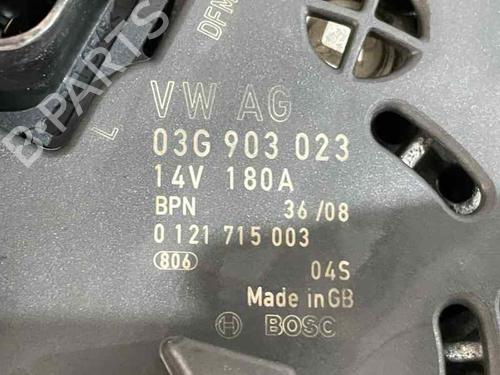 B-PARTS
DFM
L
VW AG
03G 903 023
14V 180A
BPN 36/08
0 121 715 003
806 04S
Made in GB
BOSC